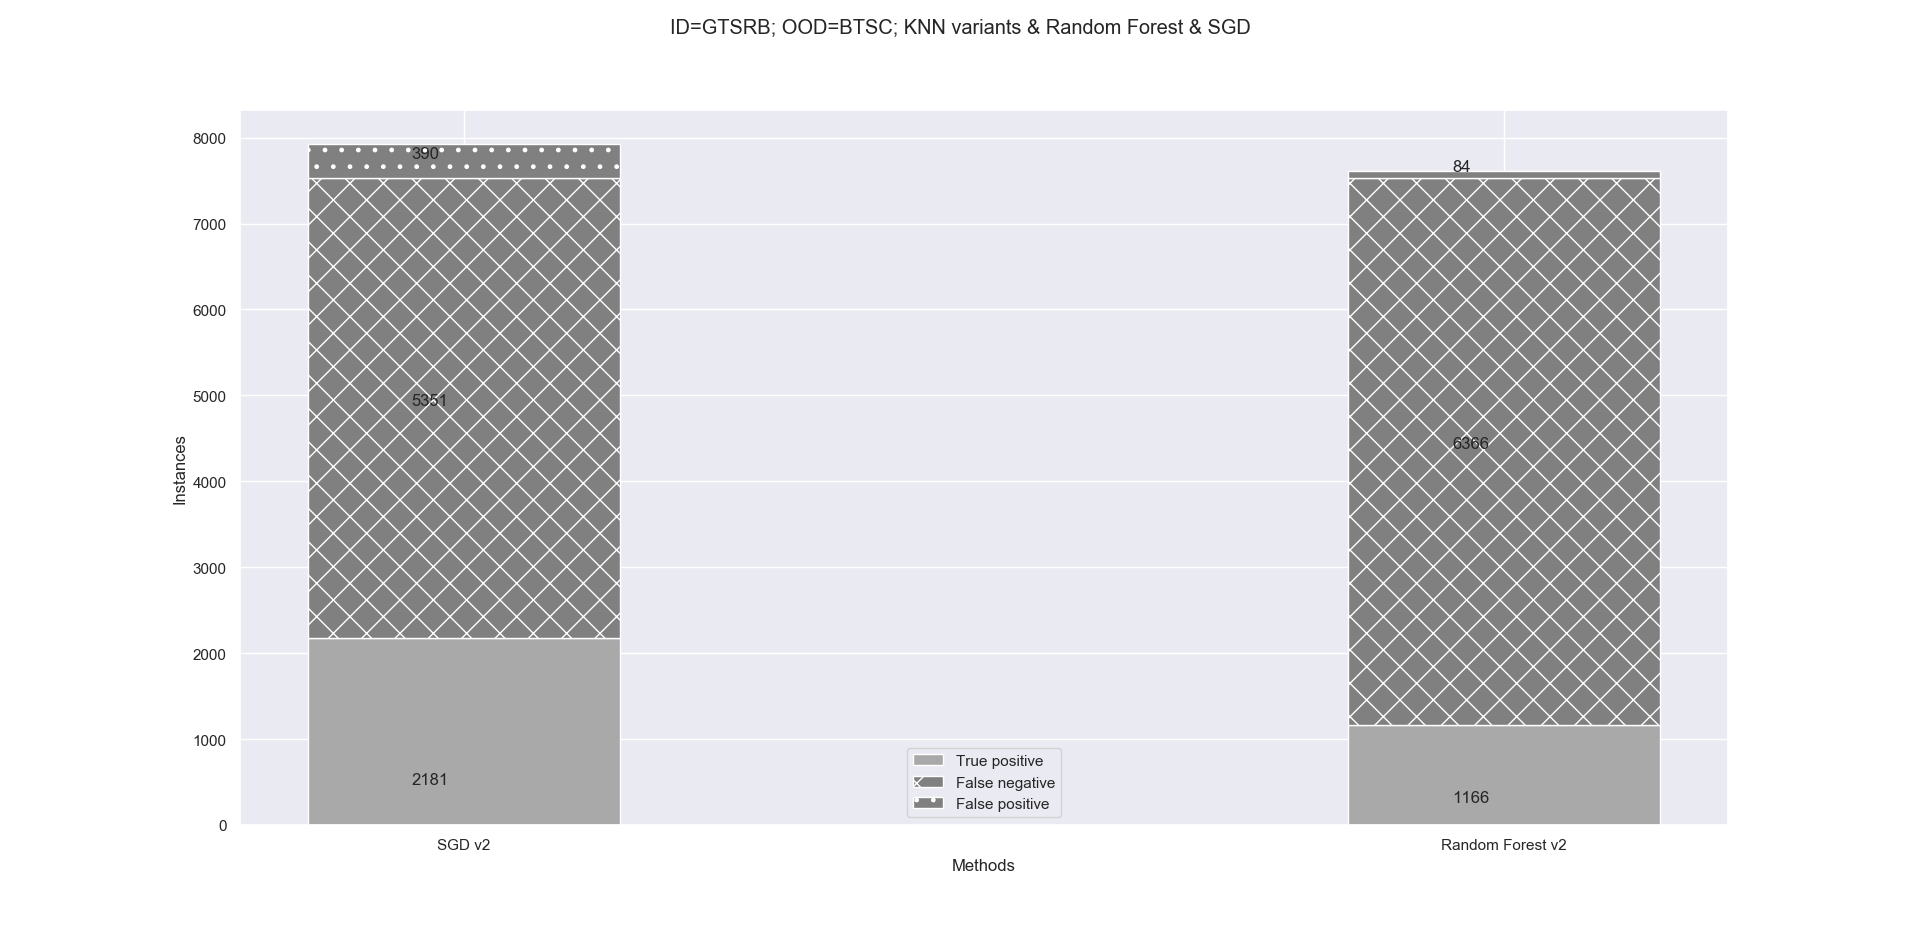 ID=GTSRB; OOD=BTSC; KNN variants & Random Forest & SGD
8000
7000
6000
5000
4000
3000
2000
1000
0
Instances
390
5351
2181
84
6366
1166
True positive
False negative
False positive
SGD v2
Random Forest v2
Methods